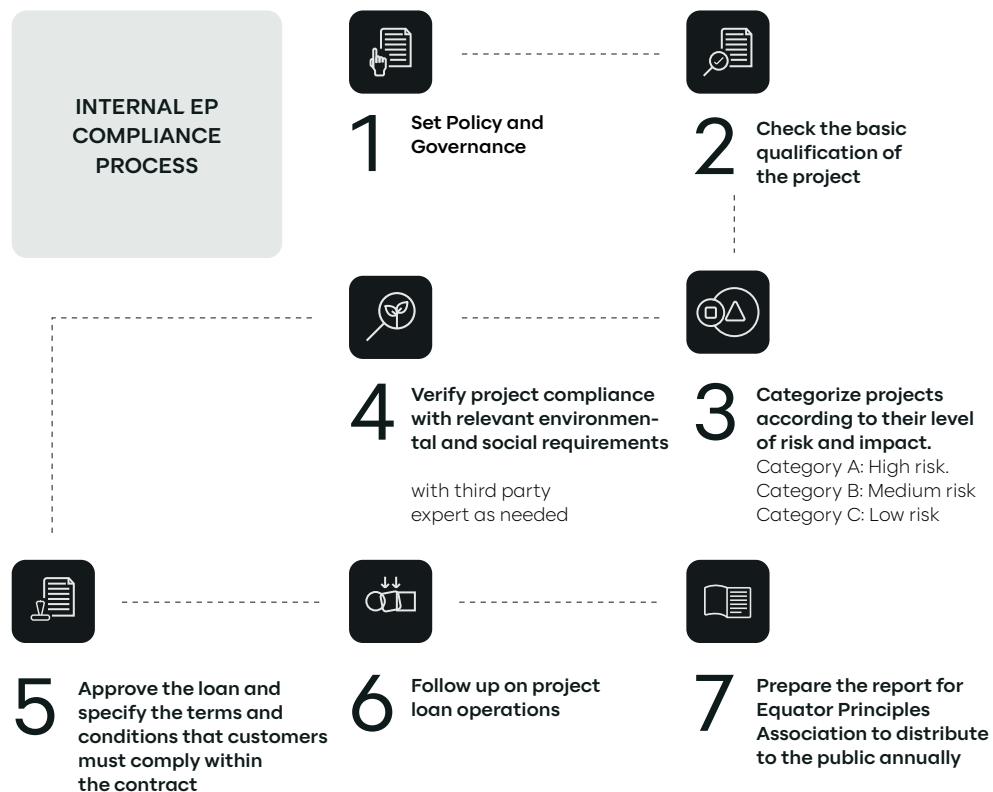 INTERNAL EP
COMPLIANCE
PROCESS
1
Set Policy and
Governance
2
Check the basic
qualification of
the project
3
Categorize projects
according to their level
of risk and impact.
Category A: High risk.
Category B: Medium risk
Category C: Low risk
4
Verify project compliance
with relevant environmen-
tal and social requirements
with third party
expert as needed
5
Approve the loan and
specify the terms and
conditions that customers
must comply within
the contract
6
Follow up on project
loan operations
7
Prepare the report for
Equator Principles
Association to distribute
to the public annually